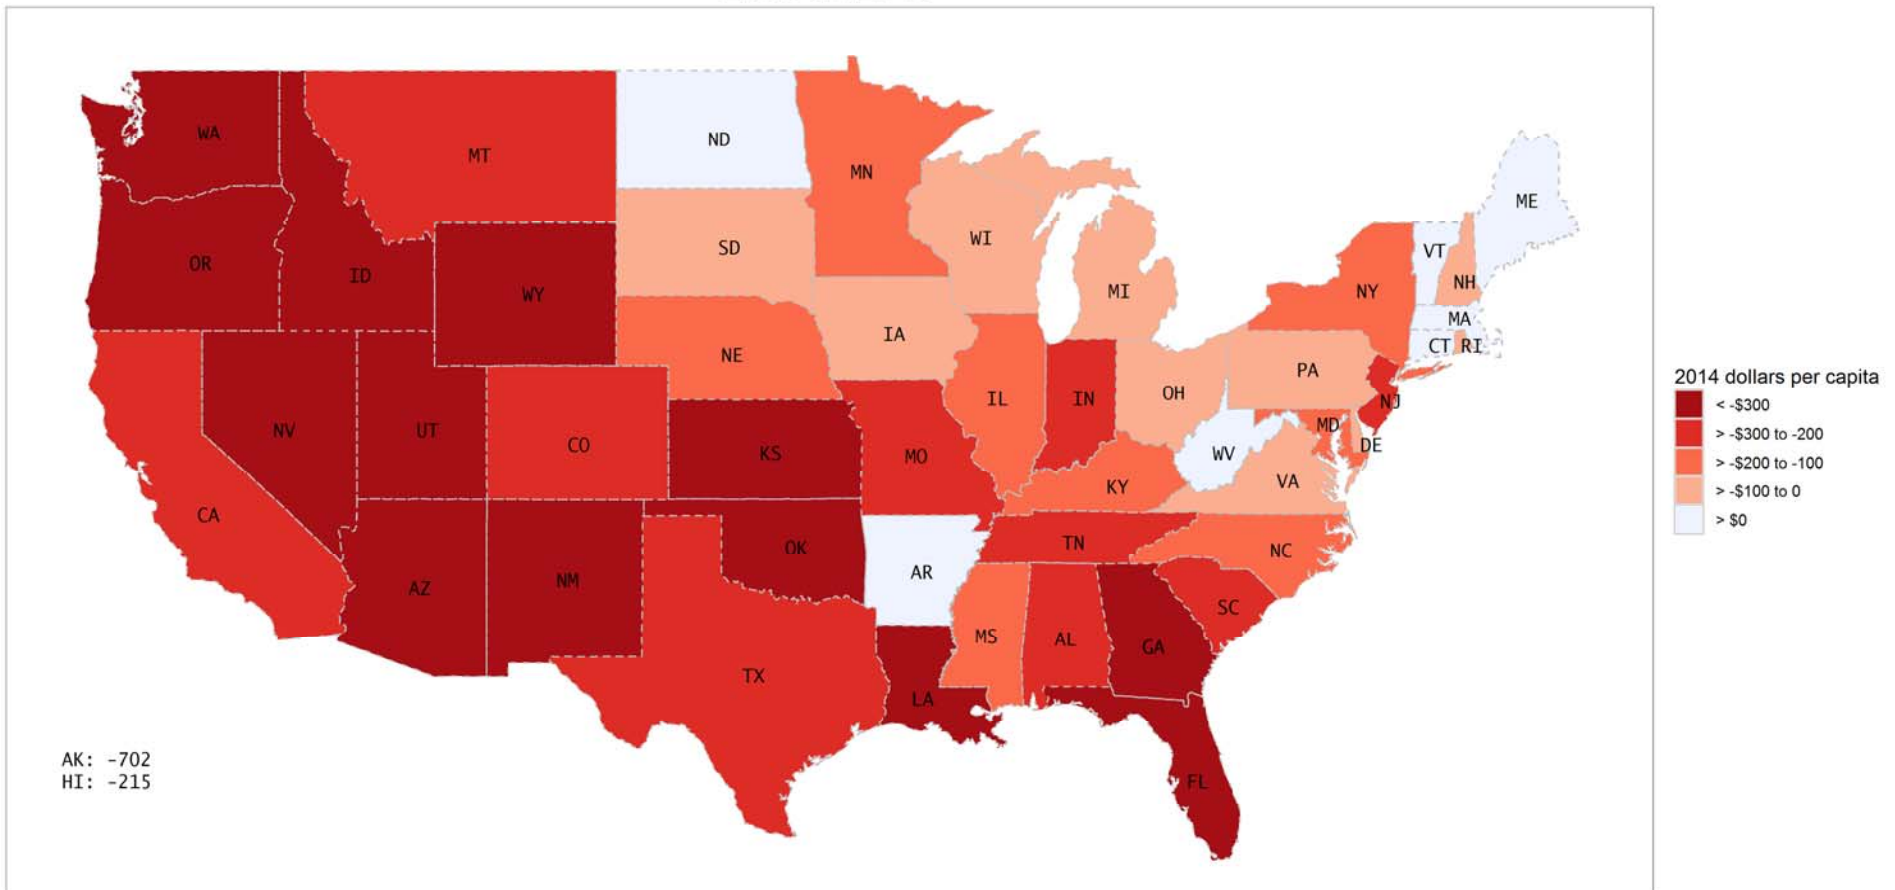 WA
MT
ND
MN
ME
OR
ID
WY
SD
WI
MI
NY
VT
NH
MA
CT RI
NV
UT
CO
NE
IA
KS
MO
IL
IN
OH
PA
NJ
MD
DE
WV
VA
KY
CA
AZ
NM
OK
AR
TN
NC
TX
LA
MS
AL
GA
SC
FL
AK: -702
HI: -215
2014 dollars per capita
< -$300
> -$300 to -200
> -$200 to -100
> -$100 to 0
> $0